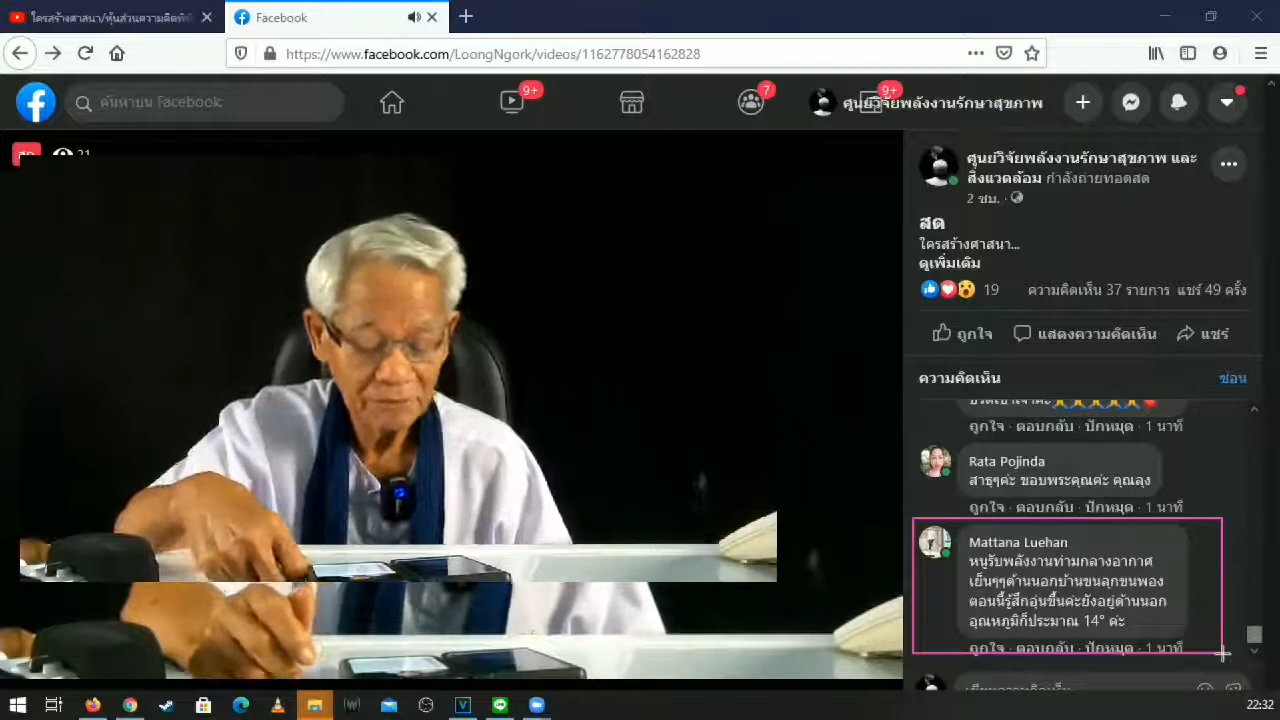 ใครสร้างศาสนา/หุ้นส่วนความคิดพิพิ
Facebook
https://www.facebook.com/LoongNgork/videos/1162778054162828
ค้นหาบน Facebook
9+
7
9+
ศูนย์วิจัยพลังงานรักษาสุขภาพ
21
ศูนย์วิจัยพลังงานรักษาสุขภาพ และ
สิ่งแวดล้อม กำลังถ่ายทอดสด
2 ชม. ·
สด
ใครสร้างศาสนา...
ดูเพิ่มเติม
19 ความคิดเห็น 37 รายการ แชร์ 49 ครั้ง
ถูกใจ แสดงความคิดเห็น แชร์
ความคิดเห็น ซ่อน
ถูกใจ · ตอบกลับ · ปักหมุด · 1 นาที
Rata Pojinda
สาธุๆค่ะ ขอบพระคุณค่ะ คุณลุง
ถูกใจ · ตอบกลับ · ปักหมุด · 1 นาที
Mattana Luehan
หนูรับพลังงานท่ามกลางอากาศ
เย็นๆๆด้านนอกบ้านขนลุกขนพอง
ตอนนี้รู้สึกอุ่นขึ้นค่ะยังอยู่ด้านนอก
อุณหภูมิก็ประมาณ 14° ค่ะ
ถูกใจ · ตอบกลับ · ปักหมุด · 1 นาที
22:32